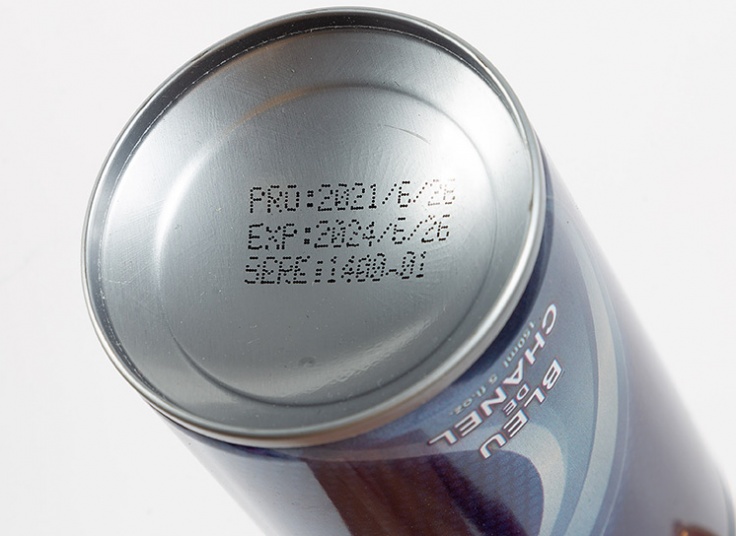 PRO:2021/6/26
EXP:2024/6/26
SERE:1400-01
BLEU
DE
CHANEL
150ml 5 fl.oz.